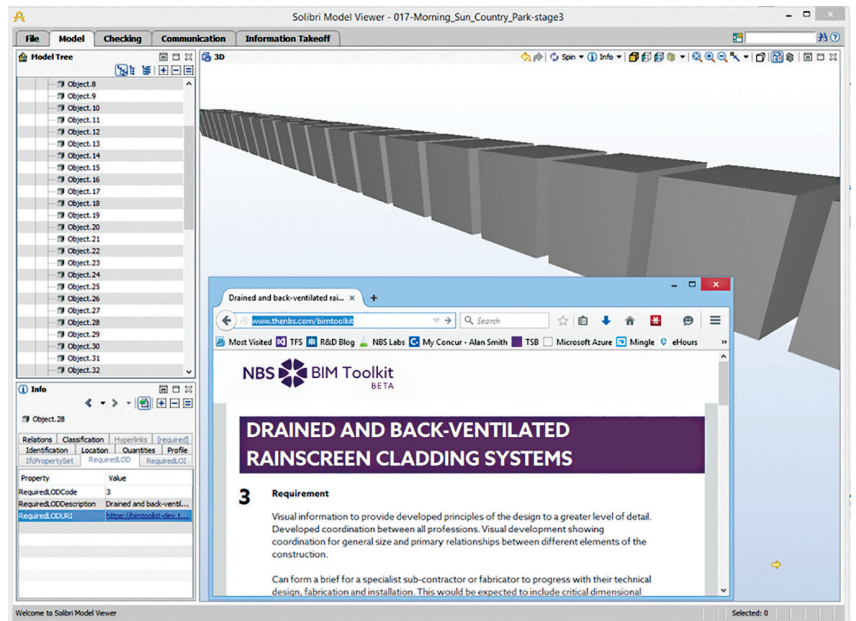 Solibri Model Viewer - 017-Morning_Sun_Country_Park-stage3
File Model Checking Communication Information Takeoff
Model Tree
3D
Spin Info
Object.8
Object.9
Object.10
Object.11
Object.12
Object.13
Object.14
Object.15
Object.16
Object.17
Object.18
Object.19
Object.20
Object.21
Object.22
Object.23
Object.24
Object.25
Object.26
Object.27
Object.28
Object.29
Object.30
Object.31
Object.32
Info
Object.28
Relations Classification Hyperlinks [required]
Identification Location Quantities Profile
IfcPropertySet RequiredLOD RequiredLOI
Property Value
RequiredLODCode 3
RequiredLODDescription Drained and back-ventil...
RequiredLODURI https://bimtoolkit-dev.t...
Drained and back-ventilated rai... × +
www.thenbs.com/bimtoolkit
Search
Most Visited TFS R&D Blog NBS Labs My Concur - Alan Smith TSB Microsoft Azure Mingle eHours »
NBS BIM Toolkit
BETA
DRAINED AND BACK-VENTILATED
RAINSCREEN CLADDING SYSTEMS
3 Requirement
Visual information to provide developed principles of the design to a greater level of detail.
Developed coordination between all professions. Visual development showing
coordination for general size and primary relationships between different elements of the
construction.
Can form a brief for a specialist sub-contractor or fabricator to progress with their technical
design, fabrication and installation. This would be expected to include critical dimensional
Welcome to Solibri Model Viewer
Selected: 0